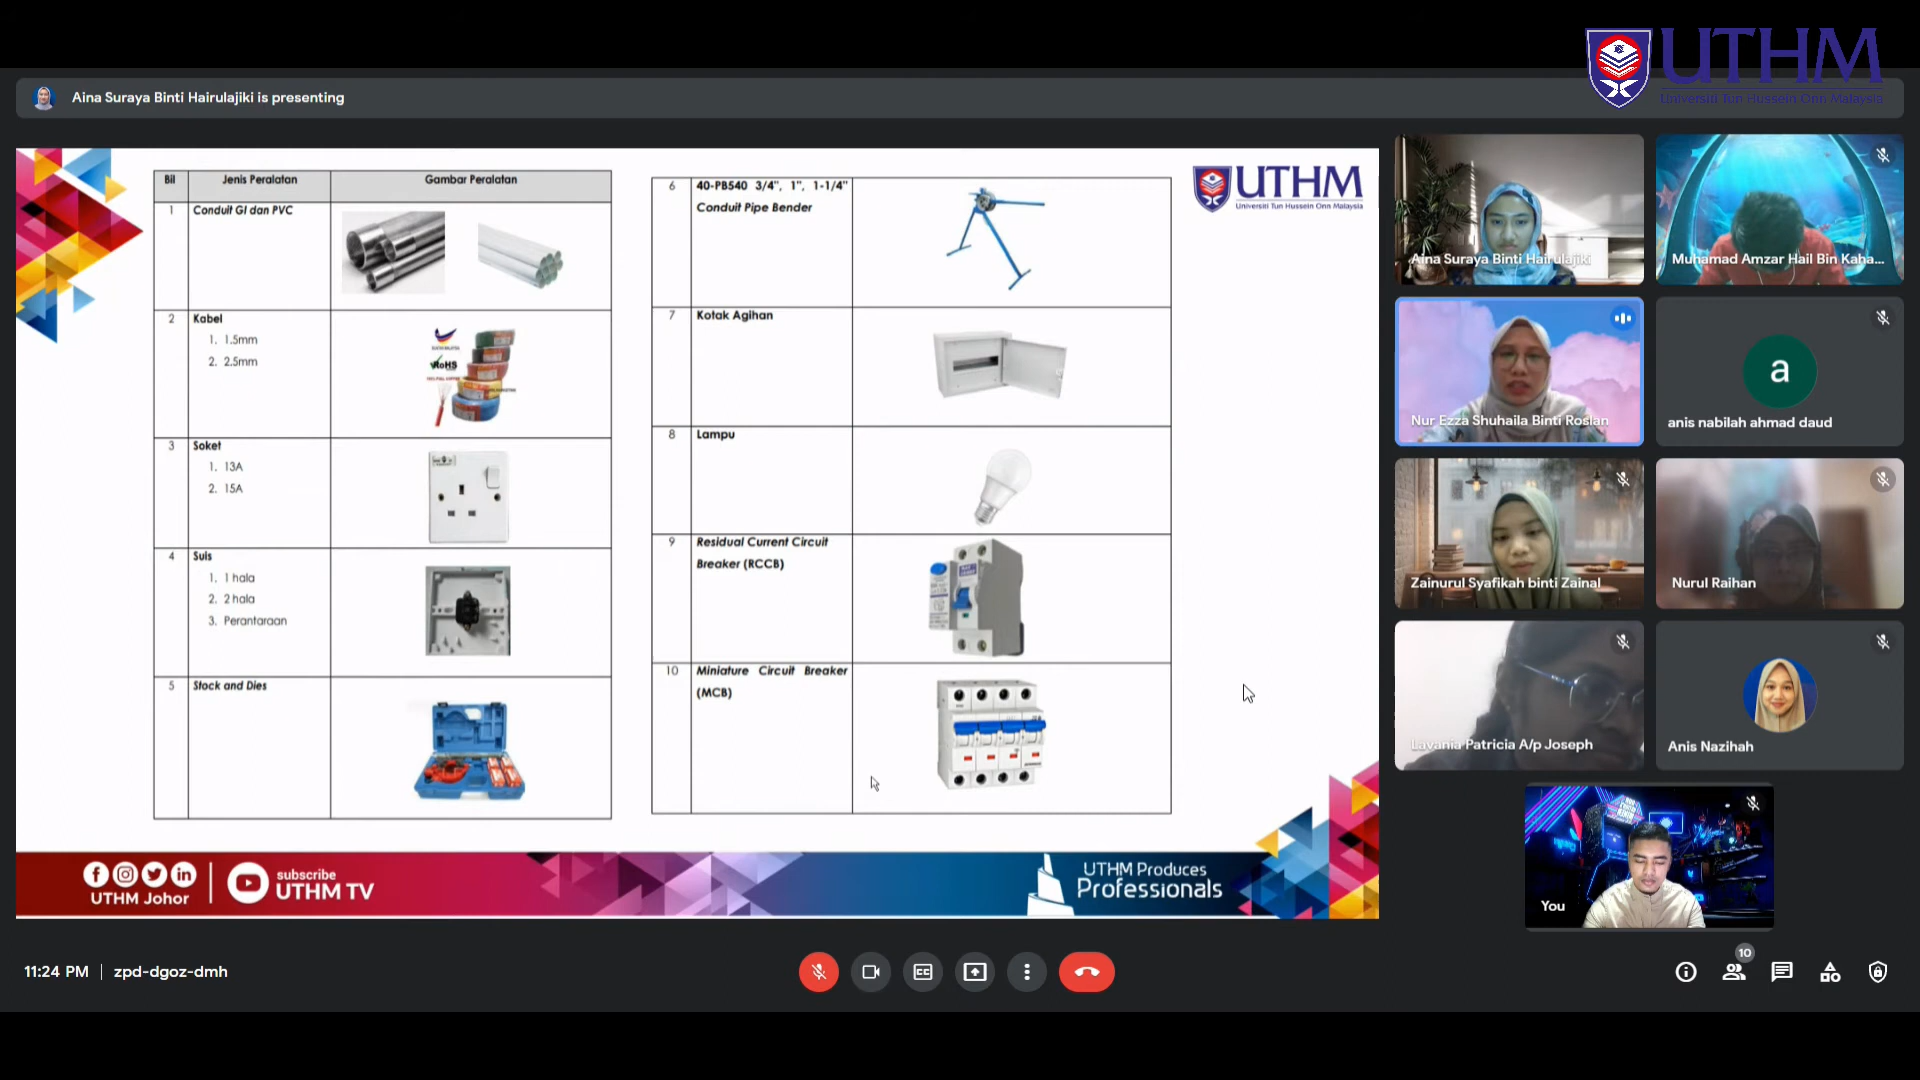 UTHM
Universiti Tun Hussein Onn Malaysia
Aina Suraya Binti Hairulajiki is presenting
UTHM
Universiti Tun Hussein Onn Malaysia
Bil Jenis Peralatan Gambar Peralatan
1 Conduit GI dan PVC
2 Kabel
1. 1.5mm
2. 2.5mm
RoHS
3 Soket
1. 13A
2. 15A
4 Suis
1. 1 hala
2. 2 hala
3. Perantaraan
5 Stock and Dies
6 40-PB540 3/4", 1", 1-1/4"
Conduit Pipe Bender
7 Kotak Agihan
8 Lampu
9 Residual Current Circuit
Breaker (RCCB)
10 Miniature Circuit Breaker
(MCB)
UTHM Johor
subscribe
UTHM TV
UTHM Produces
Professionals
Aina Suraya Binti Hairulajiki
Muhamad Amzar Hail Bin Kaha...
Nur Ezza Shuhaila Binti Roslan
a
anis nabilah ahmad daud
Zainurul Syafikah binti Zainal
Nurul Raihan
Lavania Patricia A/p Joseph
Anis Nazihah
You
11:24 PM | zpd-dgoz-dmh
10